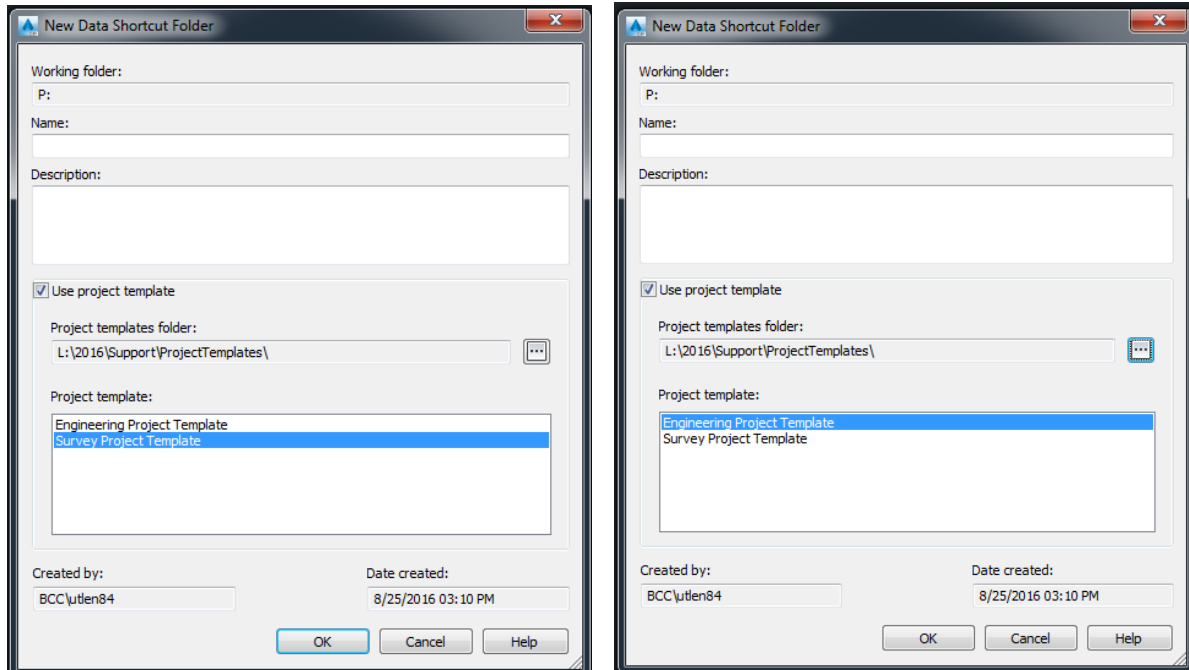 New Data Shortcut Folder
Working folder:
P:
Name:
Description:
Use project template
Project templates folder:
L:\2016\Support\ProjectTemplates\
...
Project template:
Engineering Project Template
Survey Project Template
Created by:
BCC\utlen84
Date created:
8/25/2016 03:10 PM
OK
Cancel
Help
New Data Shortcut Folder
Working folder:
P:
Name:
Description:
Use project template
Project templates folder:
L:\2016\Support\ProjectTemplates\
...
Project template:
Engineering Project Template
Survey Project Template
Created by:
BCC\utlen84
Date created:
8/25/2016 03:10 PM
OK
Cancel
Help